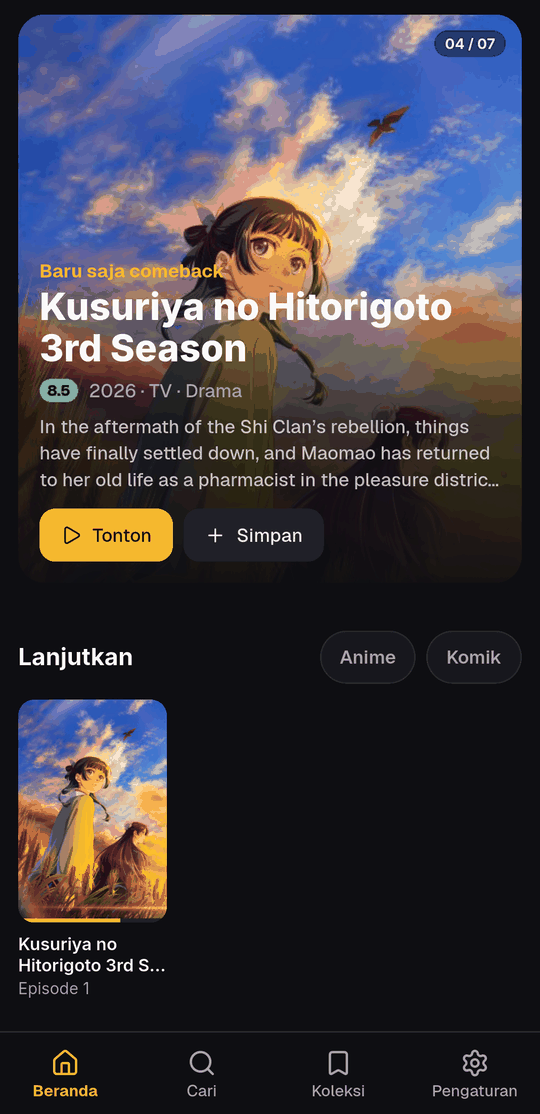 04 / 07
Baru saja comeback
Kusuriya no Hitorigoto
3rd Season
8.5 2026 · TV · Drama
In the aftermath of the Shi Clan’s rebellion, things
have finally settled down, and Maomao has returned
to her old life as a pharmacist in the pleasure distric...
Tonton
Simpan
Lanjutkan
Anime
Komik
Kusuriya no
Hitorigoto 3rd S...
Episode 1
Beranda
Cari
Koleksi
Pengaturan